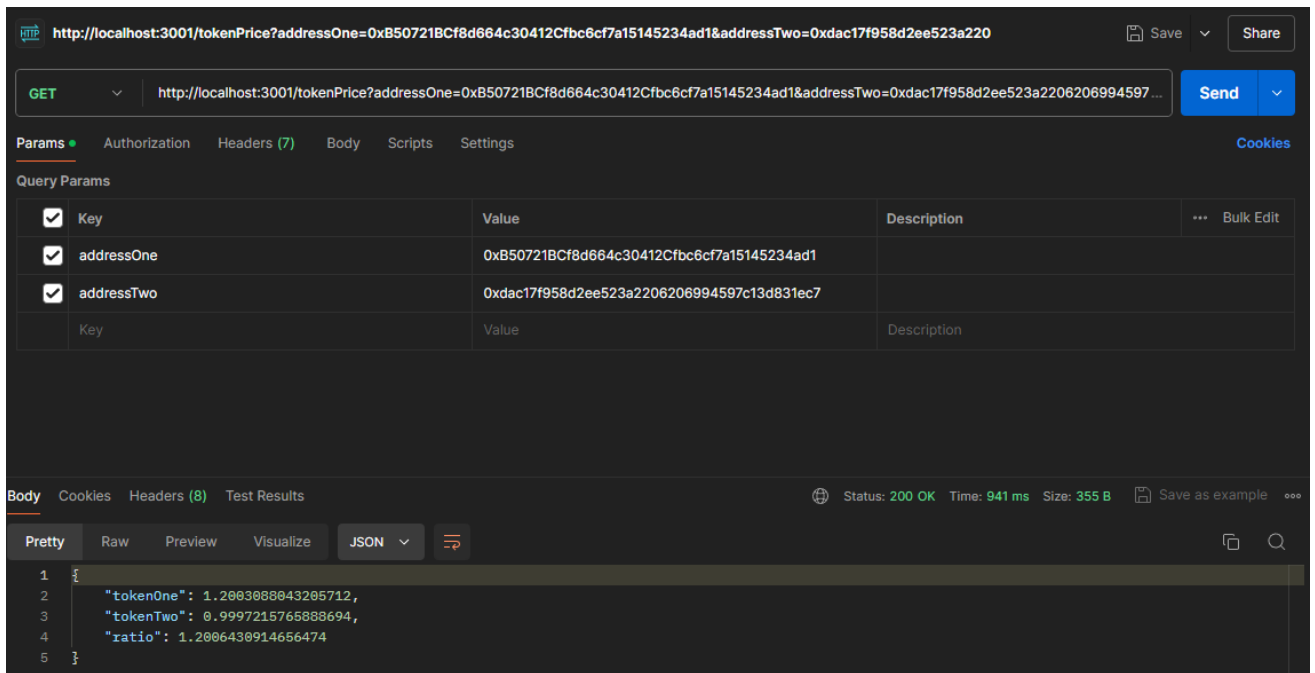 HTTP http://localhost:3001/tokenPrice?addressOne=0xB50721BCf8d664c30412Cfbc6cf7a15145234ad1&addressTwo=0xdac17f958d2ee523a220 Save Share
GET http://localhost:3001/tokenPrice?addressOne=0xB50721BCf8d664c30412Cfbc6cf7a15145234ad1&addressTwo=0xdac17f958d2ee523a2206206994597... Send
Params Authorization Headers (7) Body Scripts Settings Cookies
Query Params
Key Value Description Bulk Edit
addressOne 0xB50721BCf8d664c30412Cfbc6cf7a15145234ad1
addressTwo 0xdac17f958d2ee523a2206206994597c13d831ec7
Key Value Description
Body Cookies Headers (8) Test Results Status: 200 OK Time: 941 ms Size: 355 B Save as example
Pretty Raw Preview Visualize JSON
1 {
2 "tokenOne": 1.2003088043205712,
3 "tokenTwo": 0.9997215765888694,
4 "ratio": 1.2006430914656474
5 }